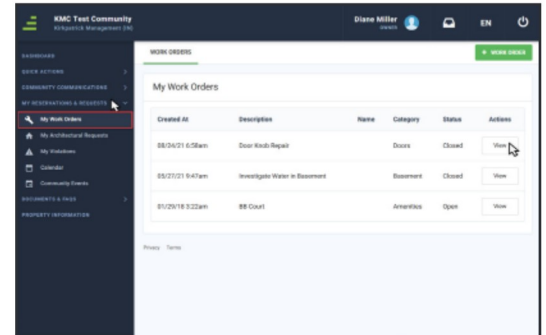 KMC Test Community
Kirkpatrick Management [IN]
Diane Miller
OWNER
EN
DASHBOARD
QUICK ACTIONS
COMMUNITY COMMUNICATIONS
MY RESERVATIONS & REQUESTS
My Work Orders
My Architectural Requests
My Violations
Calendar
Community Events
DOCUMENTS & FAQS
PROPERTY INFORMATION
WORK ORDERS
+ WORK ORDER
My Work Orders
Created At Description Name Category Status Actions
08/24/21 6:58am Door Knob Repair Doors Closed View
05/27/21 9:47am Investigate Water in Basement Basement Closed View
01/29/18 3:22am BB Court Amenities Open View
Privacy Terms